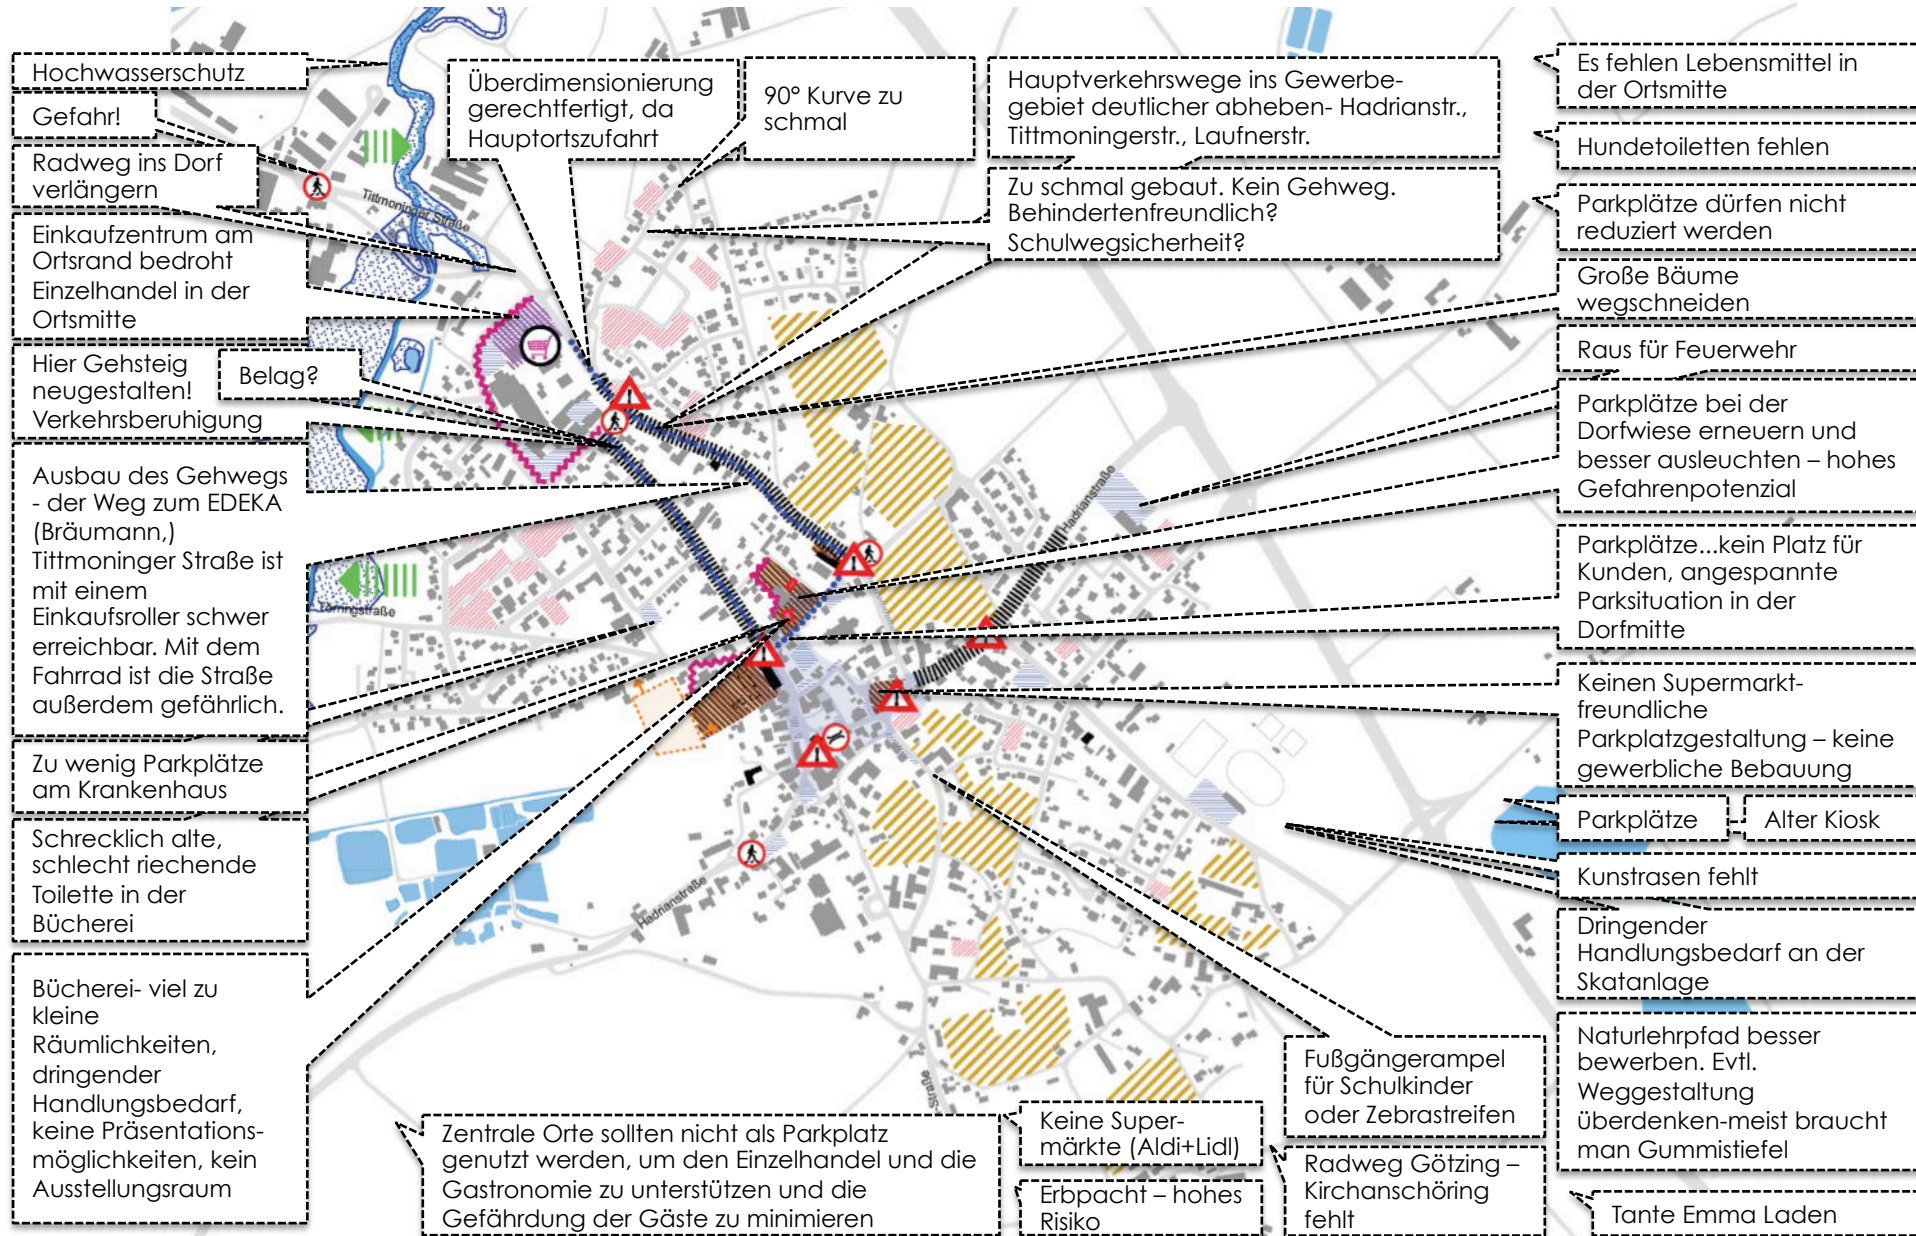 Hochwasserschutz
Gefahr!
Radweg ins Dorf
verlängern
Einkaufzentrum am
Ortsrand bedroht
Einzelhandel in der
Ortsmitte
Hier Gehsteig
neugestalten!
Verkehrsberuhigung
Belag?
Ausbau des Gehwegs
- der Weg zum EDEKA
(Bräumann,)
Tittmoninger Straße ist
mit einem
Einkaufsroller schwer
erreichbar. Mit dem
Fahrrad ist die Straße
außerdem gefährlich.
Zu wenig Parkplätze
am Krankenhaus
Schrecklich alte,
schlecht riechende
Toilette in der
Bücherei
Bücherei- viel zu
kleine
Räumlichkeiten,
dringender
Handlungsbedarf,
keine Präsentations-
möglichkeiten, kein
Ausstellungsraum
Überdimensionierung
gerechtfertigt, da
Hauptortszufahrt
90° Kurve zu
schmal
Hauptverkehrswege ins Gewerbe-
gebiet deutlicher abheben- Hadrianstr.,
Tittmoningerstr., Laufnerstr.
Zu schmal gebaut. Kein Gehweg.
Behindertenfreundlich?
Schulwegsicherheit?
Tittmoninger Straße
Törringstraße
Hadrianstraße
Hadrianstraße
-Straße
Zentrale Orte sollten nicht als Parkplatz
genutzt werden, um den Einzelhandel und die
Gastronomie zu unterstützen und die
Gefährdung der Gäste zu minimieren
Keine Super-
märkte (Aldi+Lidl)
Erbpacht – hohes
Risiko
Fußgängerampel
für Schulkinder
oder Zebrastreifen
Radweg Götzing –
Kirchanschöring
fehlt
Es fehlen Lebensmittel in
der Ortsmitte
Hundetoiletten fehlen
Parkplätze dürfen nicht
reduziert werden
Große Bäume
wegschneiden
Raus für Feuerwehr
Parkplätze bei der
Dorfwiese erneuern und
besser ausleuchten – hohes
Gefahrenpotenzial
Parkplätze...kein Platz für
Kunden, angespannte
Parksituation in der
Dorfmitte
Keinen Supermarkt-
freundliche
Parkplatzgestaltung – keine
gewerbliche Bebauung
Parkplätze
Alter Kiosk
Kunstrasen fehlt
Dringender
Handlungsbedarf an der
Skatanlage
Naturlehrpfad besser
bewerben. Evtl.
Weggestaltung
überdenken-meist braucht
man Gummistiefel
Tante Emma Laden